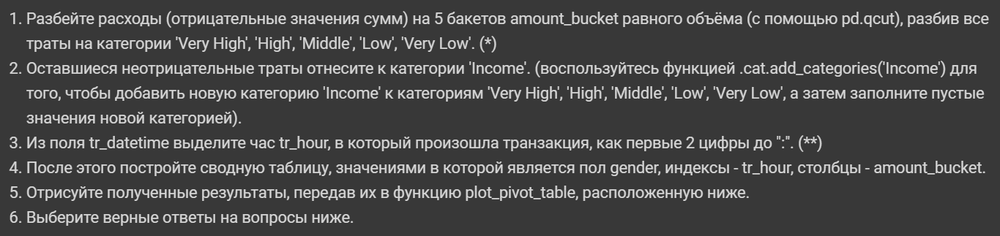 1. Разбейте расходы (отрицательные значения сумм) на 5 бакетов amount_bucket равного объёма (с помощью pd.qcut), разбив все
траты на категории 'Very High', 'High', 'Middle', 'Low', 'Very Low'. (*)
2. Оставшиеся неотрицательные траты отнесите к категории 'Income'. (воспользуйтесь функцией .cat.add_categories('Income') для
того, чтобы добавить новую категорию 'Income' к категориям 'Very High', 'High', 'Middle', 'Low', 'Very Low', а затем заполните пустые
значения новой категорией).
3. Из поля tr_datetime выделите час tr_hour, в который произошла транзакция, как первые 2 цифры до ":". (**)
4. После этого постройте сводную таблицу, значениями в которой является пол gender, индексы - tr_hour, столбцы - amount_bucket.
5. Отрисуйте полученные результаты, передав их в функцию plot_pivot_table, расположенную ниже.
6. Выберите верные ответы на вопросы ниже.